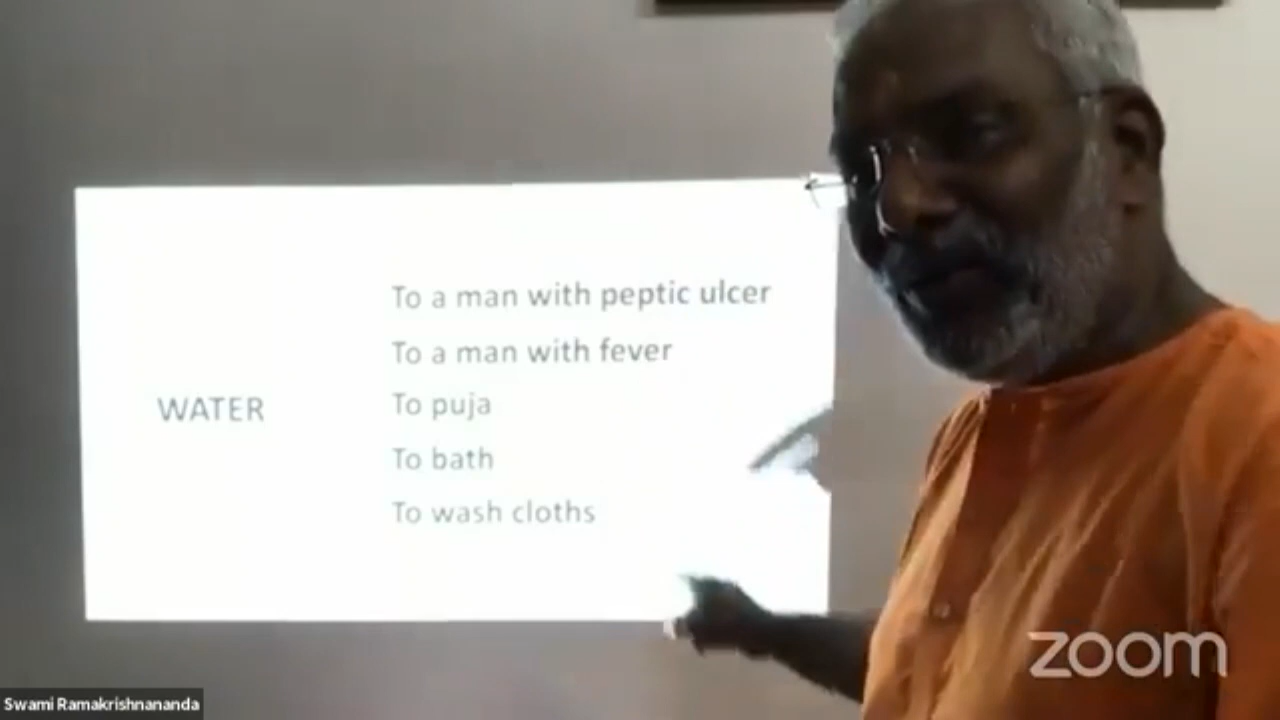 To a man with peptic ulcer
To a man with fever
WATER
To puja
To bath
To wash cloths
zoom
Swami Ramakrishnananda